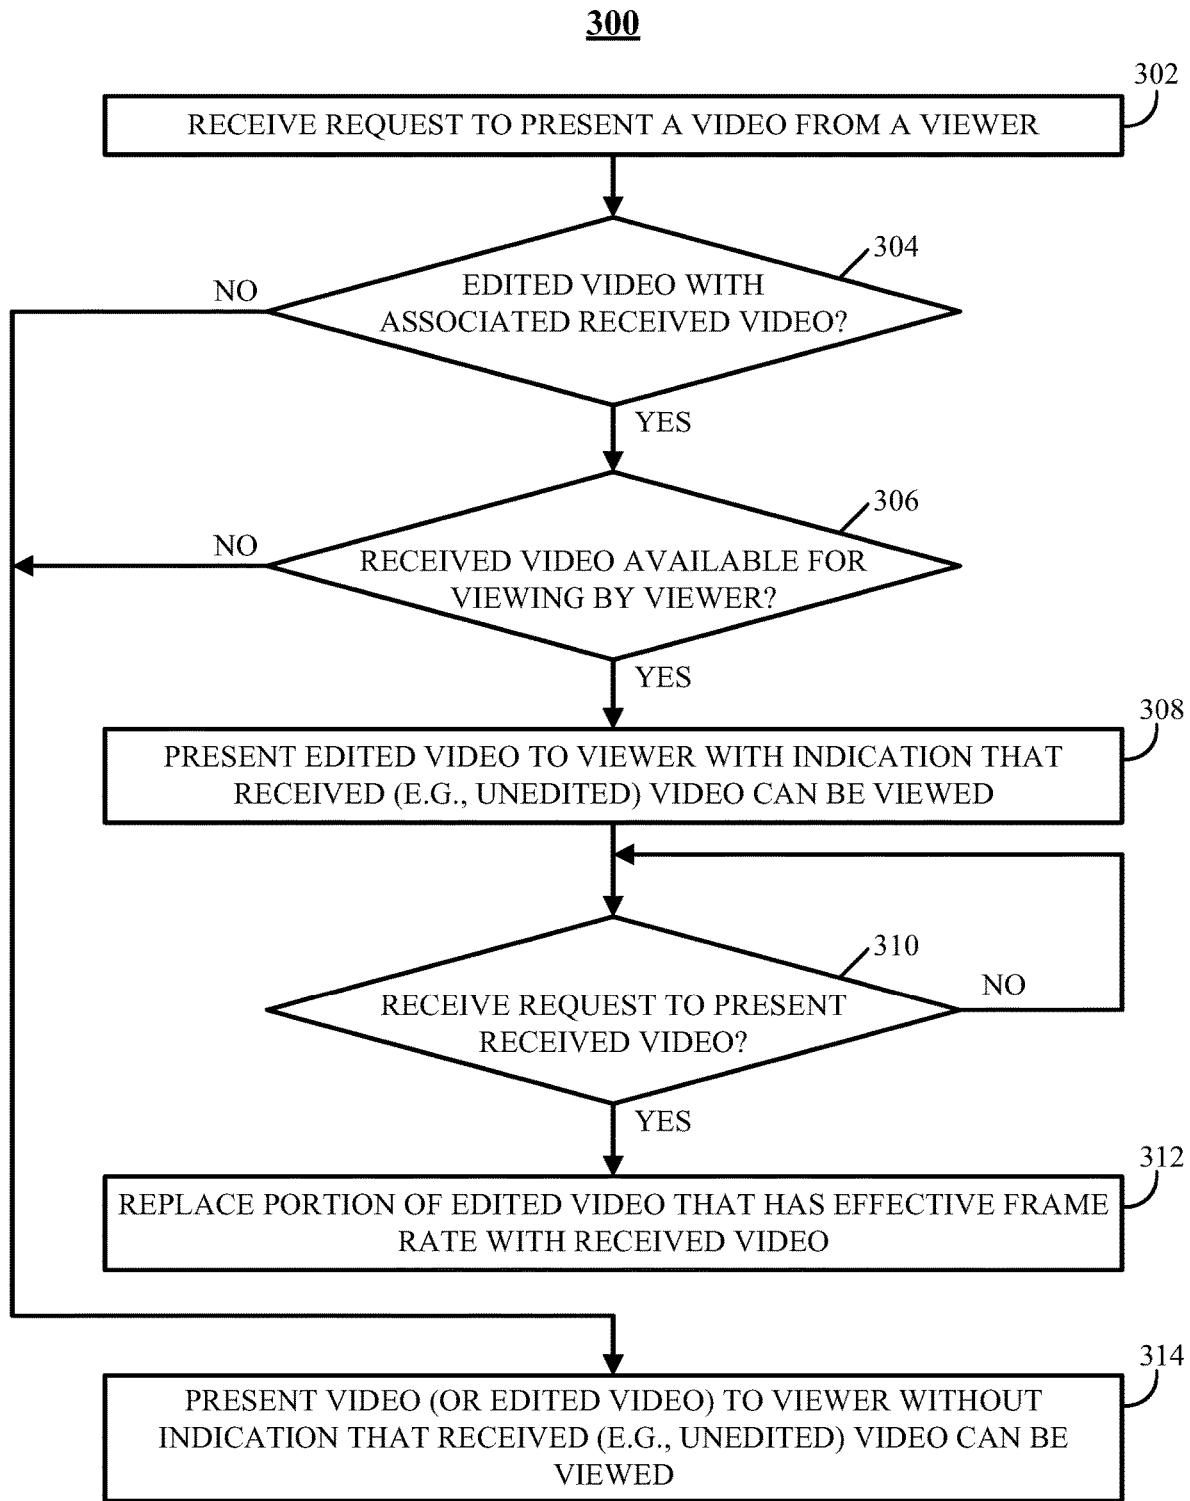 300
302
RECEIVE REQUEST TO PRESENT A VIDEO FROM A VIEWER
304
EDITED VIDEO WITH
ASSOCIATED RECEIVED VIDEO?
NO
YES
306
RECEIVED VIDEO AVAILABLE FOR
VIEWING BY VIEWER?
NO
YES
308
PRESENT EDITED VIDEO TO VIEWER WITH INDICATION THAT
RECEIVED (E.G., UNEDITED) VIDEO CAN BE VIEWED
310
RECEIVE REQUEST TO PRESENT
RECEIVED VIDEO?
NO
YES
312
REPLACE PORTION OF EDITED VIDEO THAT HAS EFFECTIVE FRAME
RATE WITH RECEIVED VIDEO
314
PRESENT VIDEO (OR EDITED VIDEO) TO VIEWER WITHOUT
INDICATION THAT RECEIVED (E.G., UNEDITED) VIDEO CAN BE
VIEWED